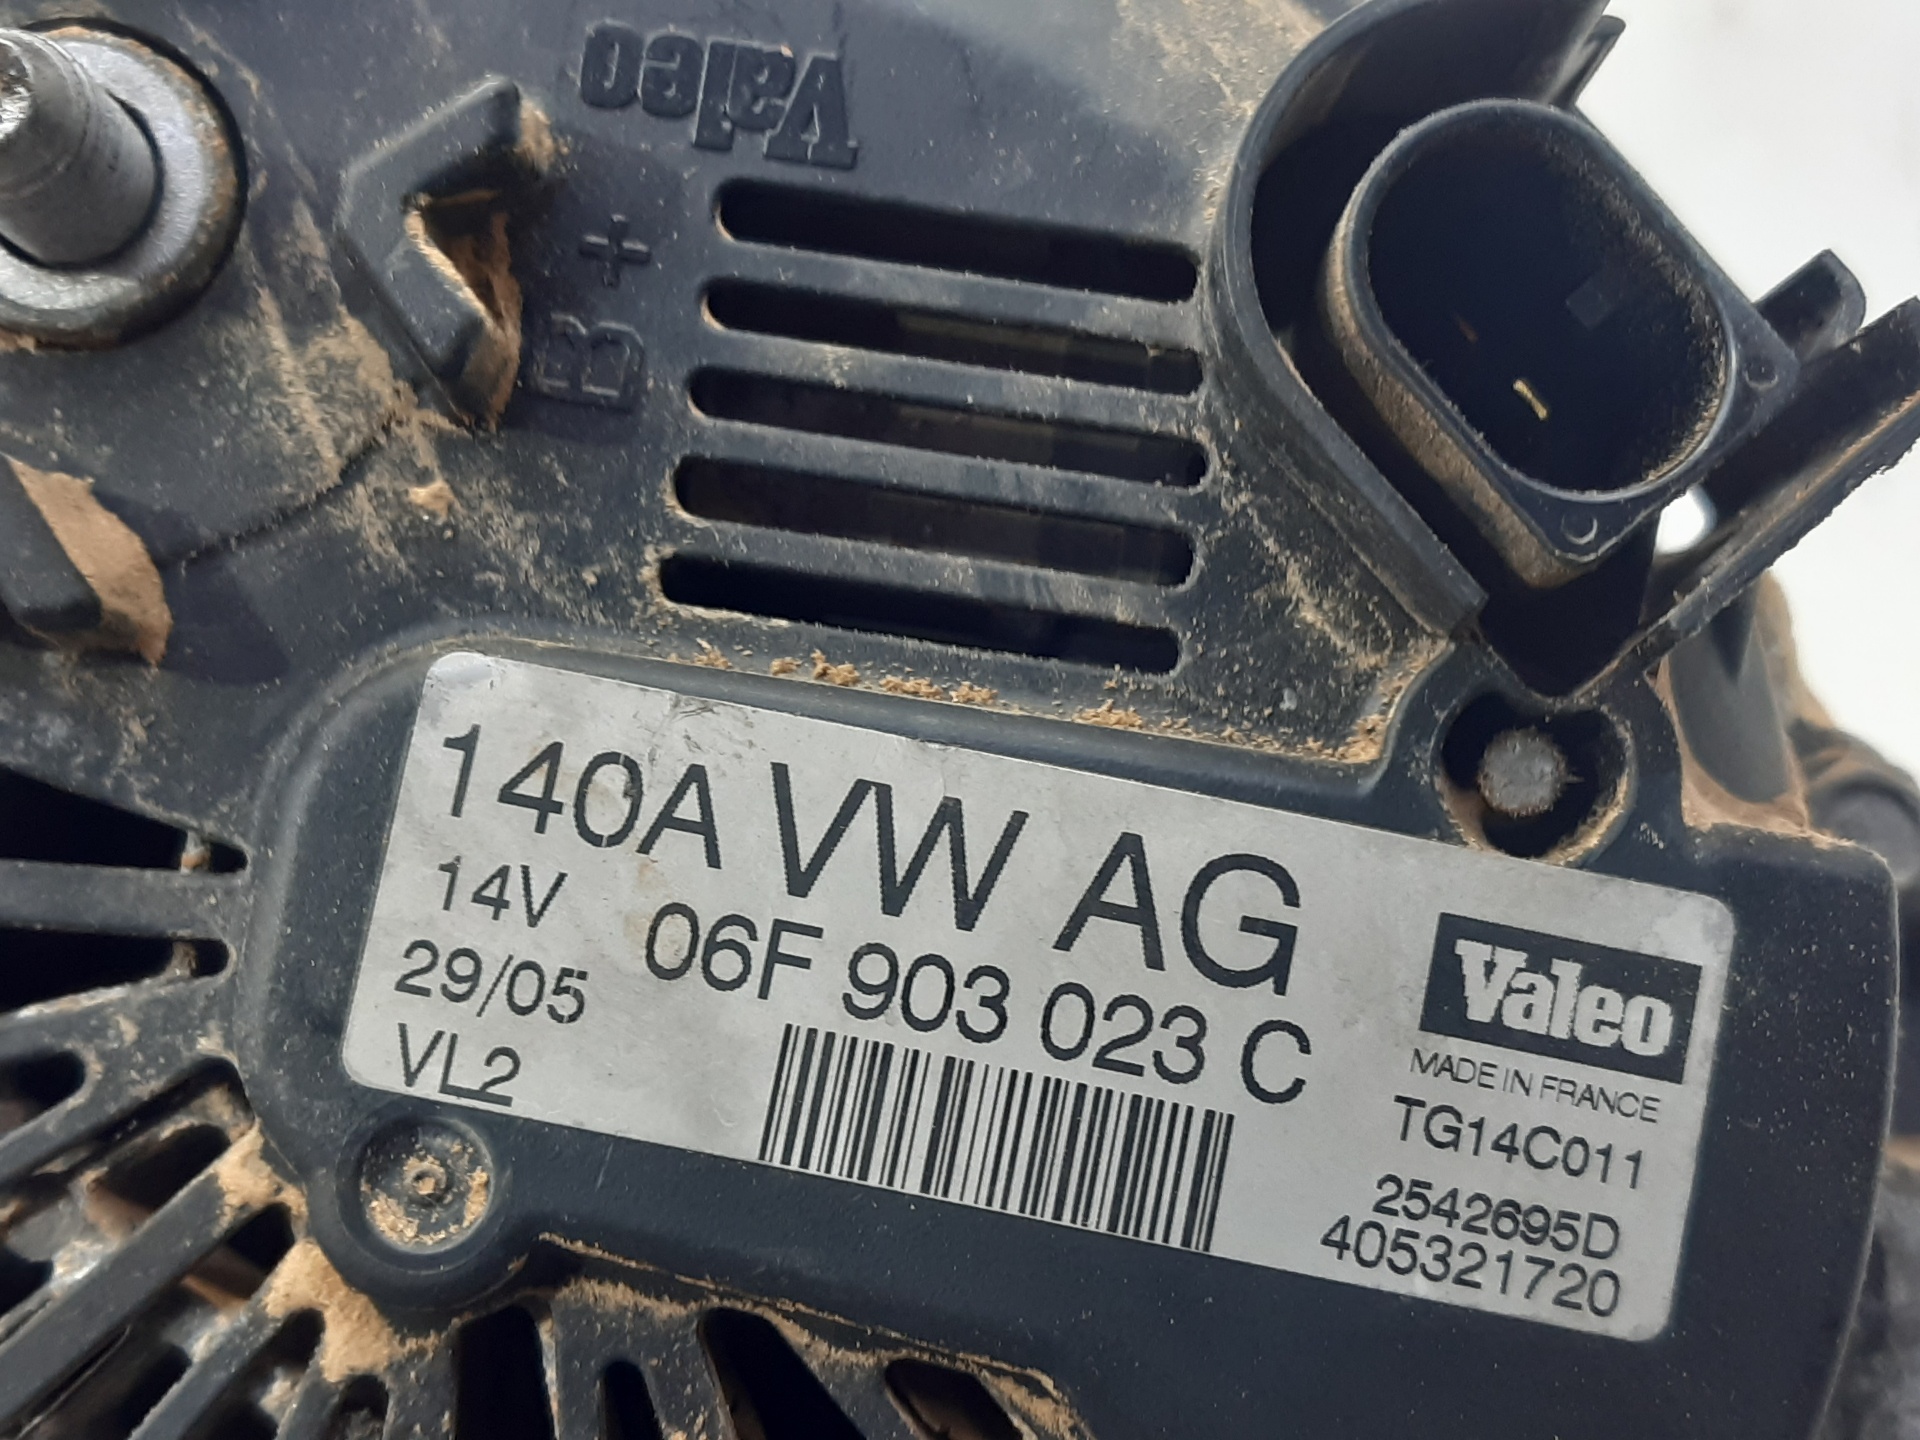 Valeo
B+
140A VW AG
14V 06F 903 023 C
29/05
VL2
Valeo
MADE IN FRANCE
TG14C011
2542695D
405321720